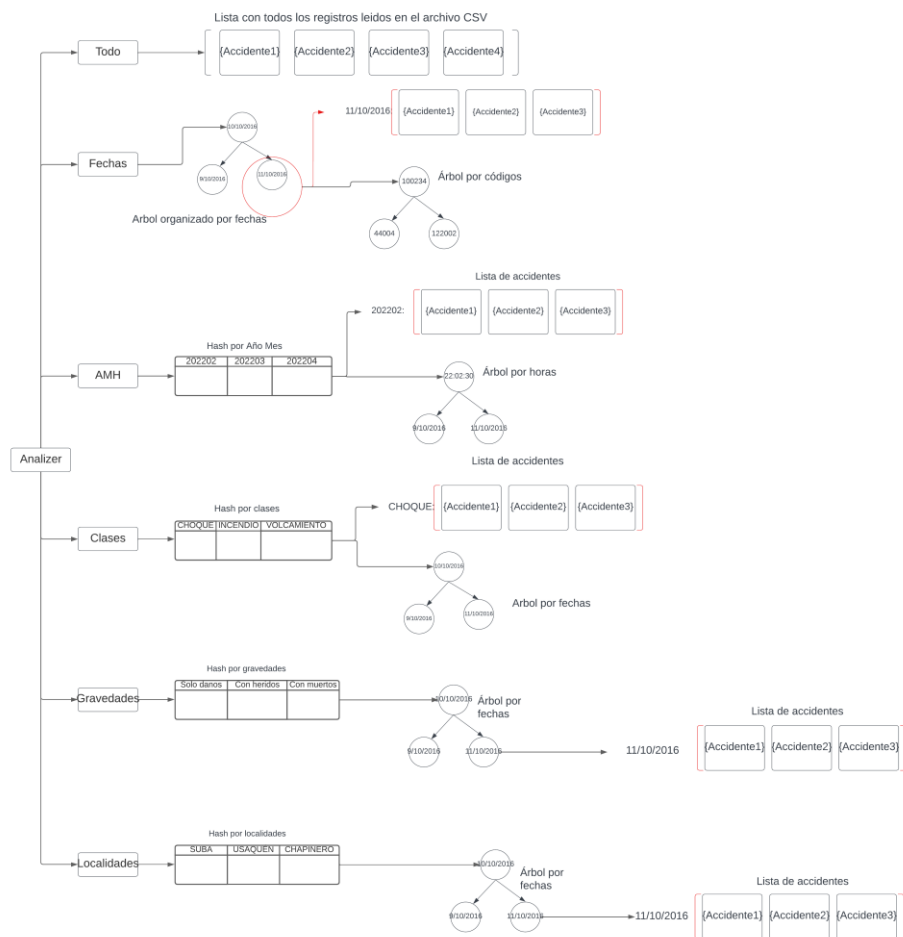 Lista con todos los registros leidos en el archivo CSV
Todo
{Accidente1}
{Accidente2}
{Accidente3}
{Accidente4}
11/10/2016:
{Accidente1}
{Accidente2}
{Accidente3}
Fechas
10/10/2016
9/10/2016
11/10/2016
Arbol organizado por fechas
100234
Árbol por códigos
44004
122002
Lista de accidentes
202202:
{Accidente1}
{Accidente2}
{Accidente3}
AMH
Hash por Año Mes
202202
202203
202204
22:02:30
Árbol por horas
9/10/2016
11/10/2016
Analizer
Lista de accidentes
CHOQUE:
{Accidente1}
{Accidente2}
{Accidente3}
Clases
Hash por clases
CHOQUE
INCENDIO
VOLCAMIENTO
10/10/2016
9/10/2016
11/10/2016
Arbol por fechas
Gravedades
Hash por gravedades
Solo danos
Con heridos
Con muertos
10/10/2016
Árbol por
fechas
9/10/2016
11/10/2016
Lista de accidentes
11/10/2016
{Accidente1}
{Accidente2}
{Accidente3}
Localidades
Hash por localidades
SUBA
USAQUEN
CHAPINERO
10/10/2016
Árbol por
fechas
9/10/2016
11/10/2016
Lista de accidentes
11/10/2016
{Accidente1}
{Accidente2}
{Accidente3}